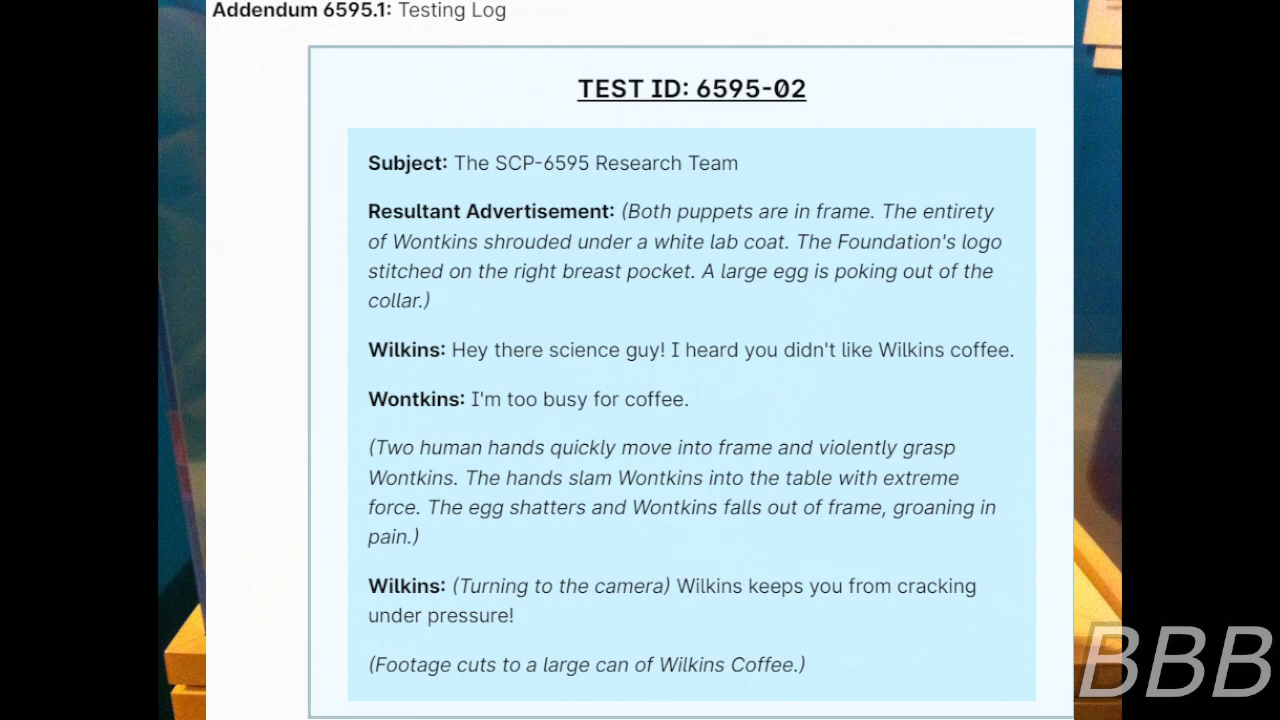 Addendum 6595.1: Testing Log
TEST ID: 6595-02
Subject: The SCP-6595 Research Team
Resultant Advertisement: (Both puppets are in frame. The entirety
of Wontkins shrouded under a white lab coat. The Foundation's logo
stitched on the right breast pocket. A large egg is poking out of the
collar.)
Wilkins: Hey there science guy! I heard you didn't like Wilkins coffee.
Wontkins: I'm too busy for coffee.
(Two human hands quickly move into frame and violently grasp
Wontkins. The hands slam Wontkins into the table with extreme
force. The egg shatters and Wontkins falls out of frame, groaning in
pain.)
Wilkins: (Turning to the camera) Wilkins keeps you from cracking
under pressure!
(Footage cuts to a large can of Wilkins Coffee.)
BBB